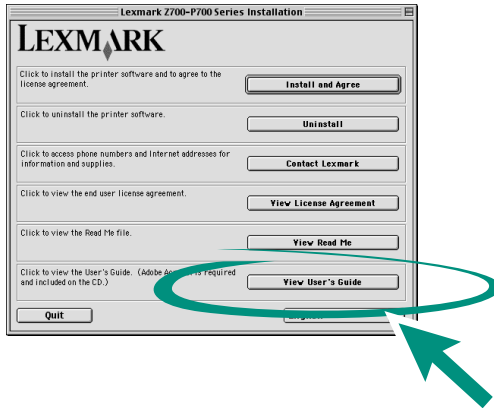 Lexmark Z700-P700 Series Installation
LEXMARK
Click to install the printer software and to agree to the
license agreement.
Install and Agree
Click to uninstall the printer software.
Uninstall
Click to access phone numbers and Internet addresses for
information and supplies.
Contact Lexmark
Click to view the end user license agreement.
View License Agreement
Click to view the Read Me file.
View Read Me
Click to view the User's Guide. (Adobe is required
and included on the CD.)
View User's Guide
Quit